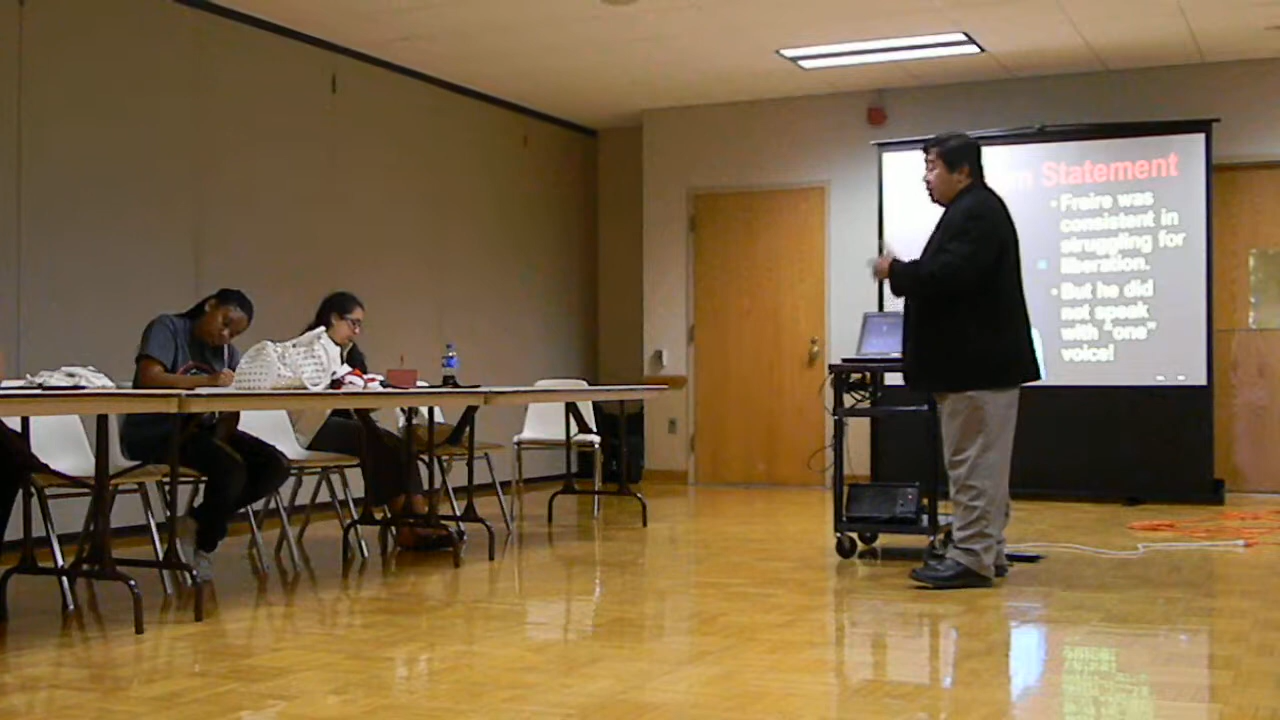 Statement
• Freire was
consistent in
struggling for
liberation.
• But he did
not speak
with "one"
voice!